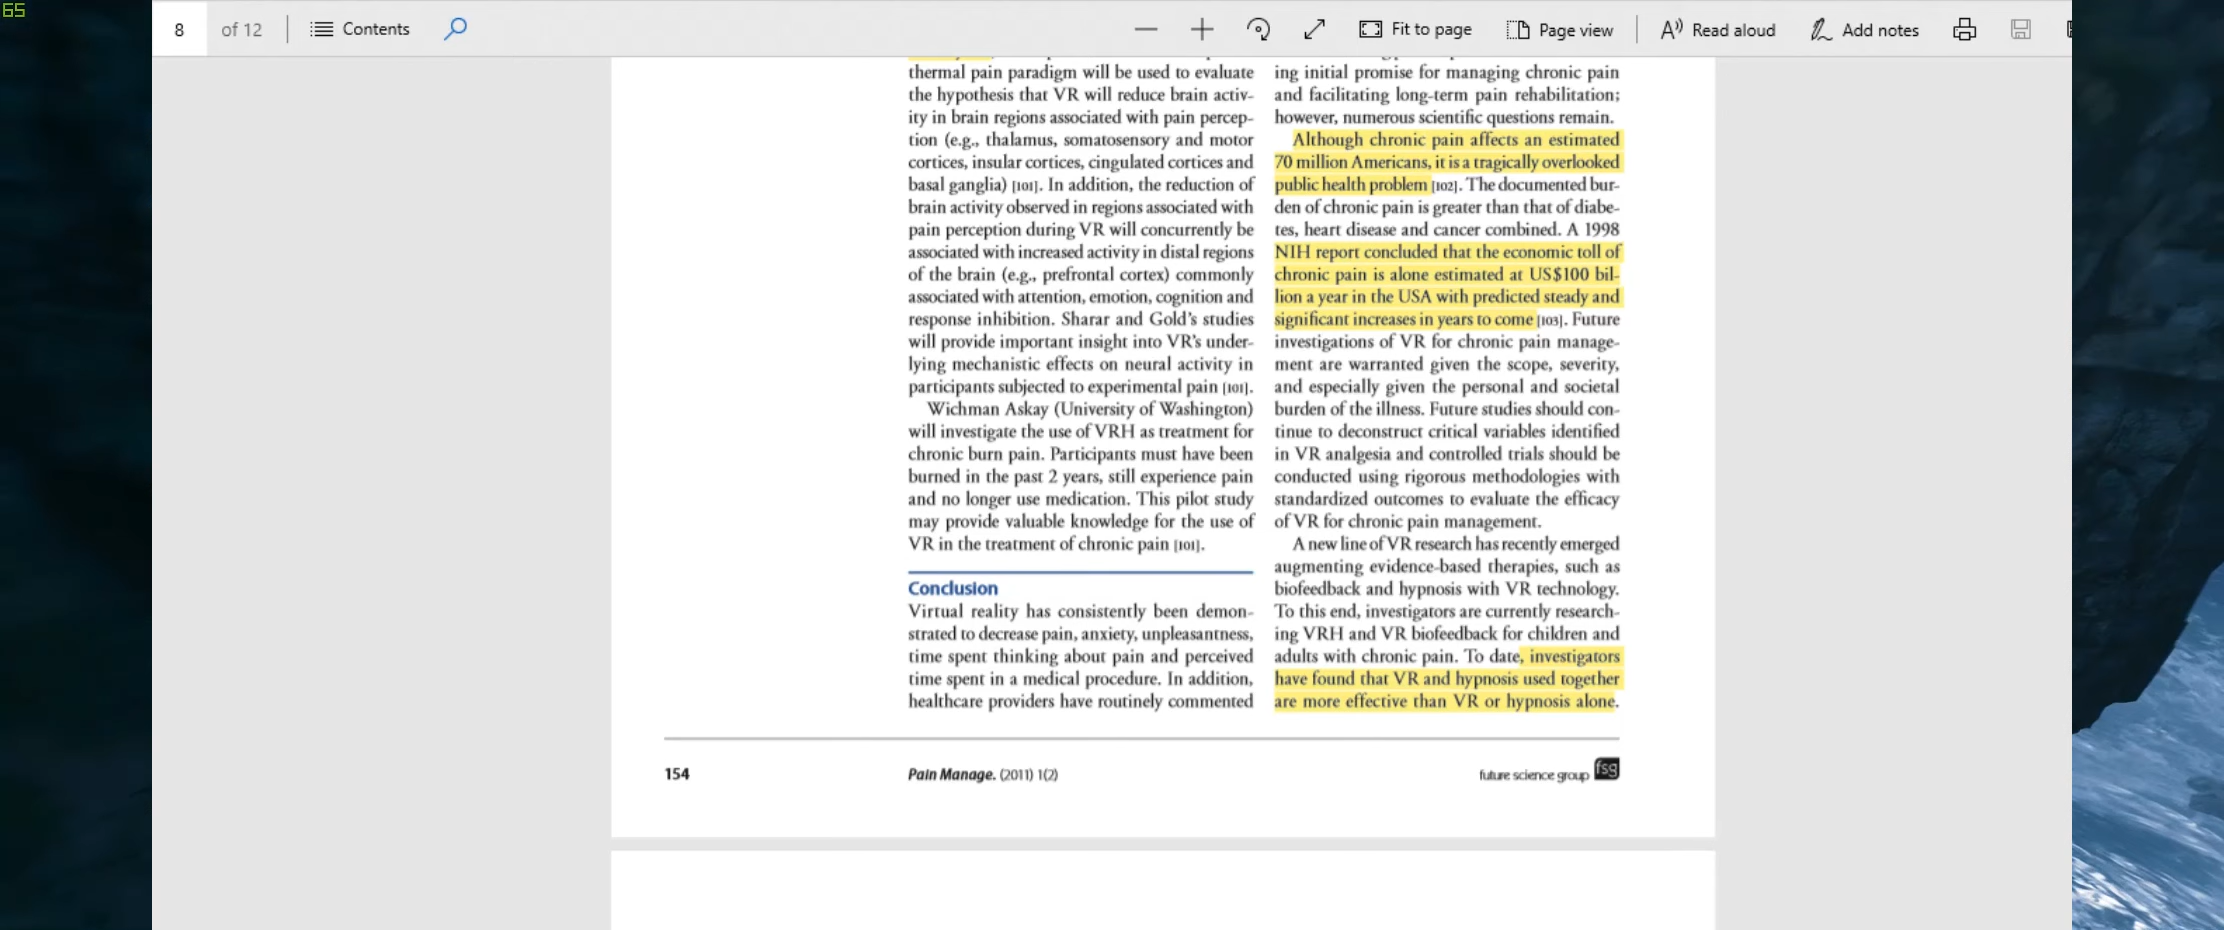 65
8 of 12 Contents Fit to page Page view Read aloud Add notes
thermal pain paradigm will be used to evaluate
the hypothesis that VR will reduce brain activ-
ity in brain regions associated with pain percep-
tion (e.g., thalamus, somatosensory and motor
cortices, insular cortices, cingulated cortices and
basal ganglia) [101]. In addition, the reduction of
brain activity observed in regions associated with
pain perception during VR will concurrently be
associated with increased activity in distal regions
of the brain (e.g., prefrontal cortex) commonly
associated with attention, emotion, cognition and
response inhibition. Sharar and Gold's studies
will provide important insight into VR's under-
lying mechanistic effects on neural activity in
participants subjected to experimental pain [101].
Wichman Askay (University of Washington)
will investigate the use of VRH as treatment for
chronic burn pain. Participants must have been
burned in the past 2 years, still experience pain
and no longer use medication. This pilot study
may provide valuable knowledge for the use of
VR in the treatment of chronic pain [101].
Conclusion
Virtual reality has consistently been demon-
strated to decrease pain, anxiety, unpleasantness,
time spent thinking about pain and perceived
time spent in a medical procedure. In addition,
healthcare providers have routinely commented
ing initial promise for managing chronic pain
and facilitating long-term pain rehabilitation;
however, numerous scientific questions remain.
Although chronic pain affects an estimated
70 million Americans, it is a tragically overlooked
public health problem [102]. The documented bur-
den of chronic pain is greater than that of diabe-
tes, heart disease and cancer combined. A 1998
NIH report concluded that the economic toll of
chronic pain is alone estimated at US$100 bil-
lion a year in the USA with predicted steady and
significant increases in years to come [103]. Future
investigations of VR for chronic pain manage-
ment are warranted given the scope, severity,
and especially given the personal and societal
burden of the illness. Future studies should con-
tinue to deconstruct critical variables identified
in VR analgesia and controlled trials should be
conducted using rigorous methodologies with
standardized outcomes to evaluate the efficacy
of VR for chronic pain management.
A new line of VR research has recently emerged
augmenting evidence-based therapies, such as
biofeedback and hypnosis with VR technology.
To this end, investigators are currently research-
ing VRH and VR biofeedback for children and
adults with chronic pain. To date, investigators
have found that VR and hypnosis used together
are more effective than VR or hypnosis alone.
154 Pain Manage. (2011) 1(2) future science group fsg